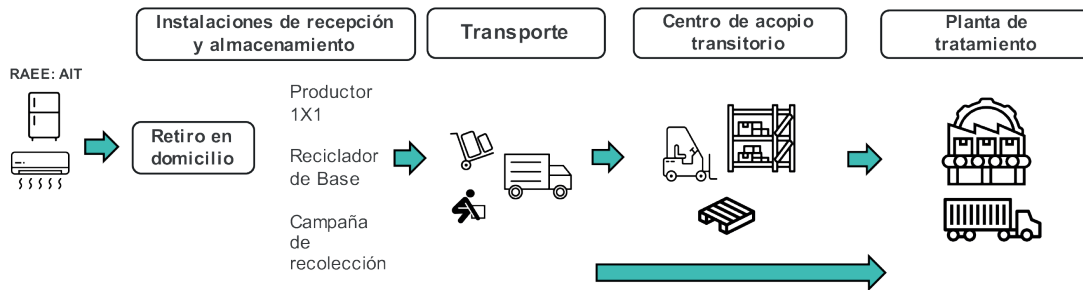 Instalaciones de recepción
y almacenamiento
Transporte
Centro de acopio
transitorio
Planta de
tratamiento
RAEE: AIT
Retiro en
domicilio
Productor
1X1
Reciclador
de Base
Campaña
de
recolección